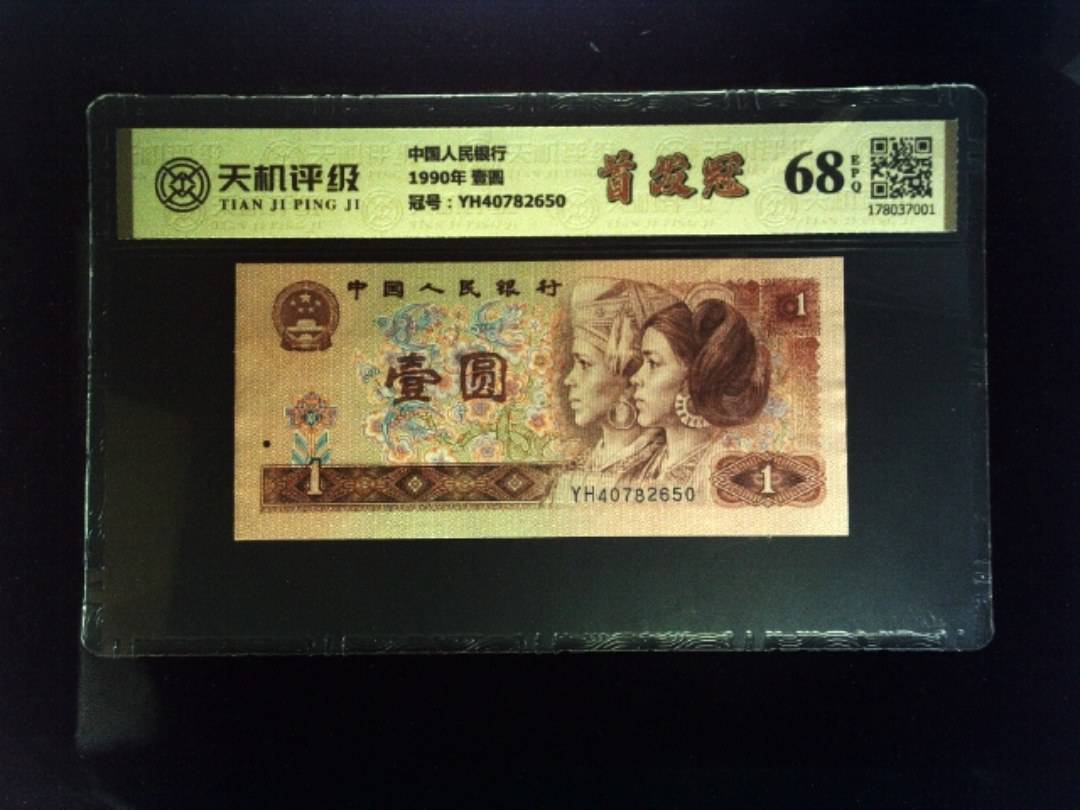 天机评级
TIAN JI PING JI
中国人民银行
1990年 壹圆
冠号：YH40782650
首发冠
68
EPQ
178037001
中国人民银行
1
壹圆
1
YH40782650
1